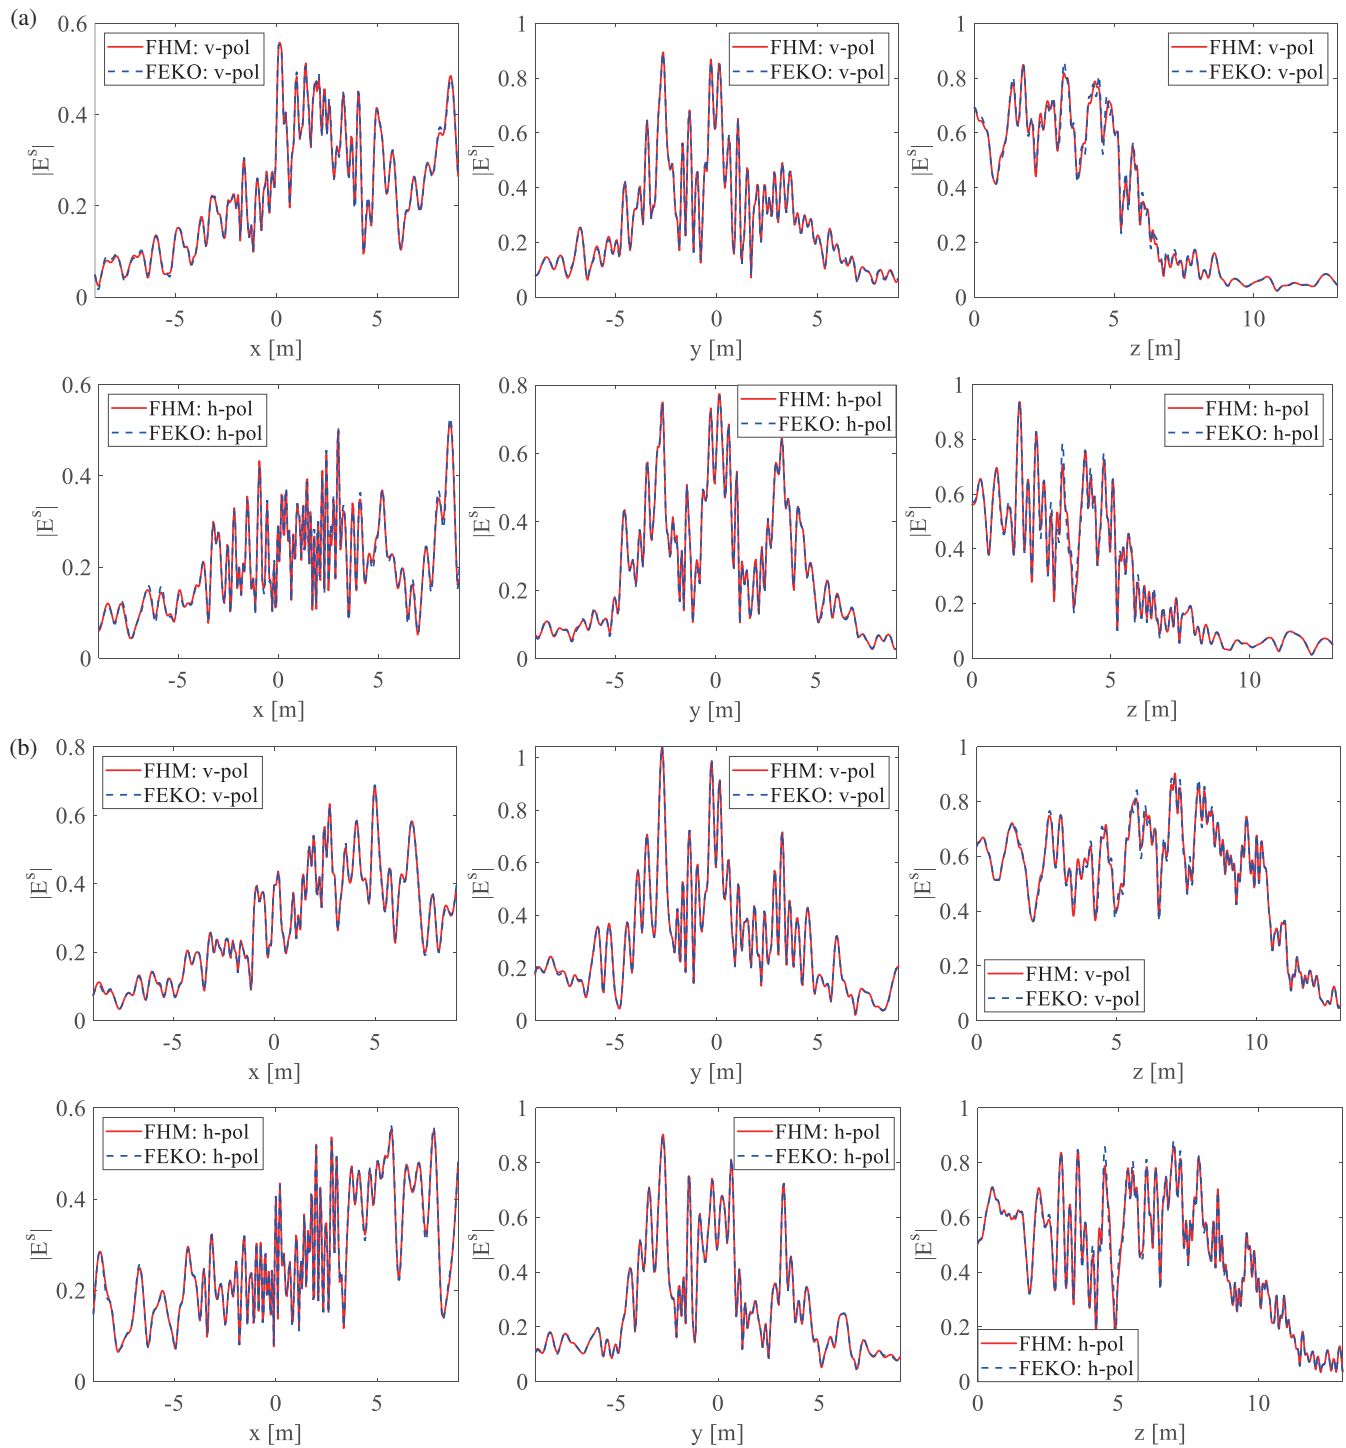 (a)
0.6
0.4
0.2
0
-5
0
5
|E^s|
x [m]
FHM: v-pol
FEKO: v-pol
1
0.8
0.6
0.4
0.2
0
-5
0
5
|E^s|
y [m]
FHM: v-pol
FEKO: v-pol
1
0.8
0.6
0.4
0.2
0
0
5
10
|E^s|
z [m]
FHM: v-pol
FEKO: v-pol
0.6
0.4
0.2
0
-5
0
5
|E^s|
x [m]
FHM: h-pol
FEKO: h-pol
0.8
0.6
0.4
0.2
0
-5
0
5
|E^s|
y [m]
FHM: h-pol
FEKO: h-pol
1
0.8
0.6
0.4
0.2
0
0
5
10
|E^s|
z [m]
FHM: h-pol
FEKO: h-pol
(b)
0.8
0.6
0.4
0.2
0
-5
0
5
|E^s|
x [m]
FHM: v-pol
FEKO: v-pol
1
0.8
0.6
0.4
0.2
0
-5
0
5
|E^s|
y [m]
FHM: v-pol
FEKO: v-pol
1
0.8
0.6
0.4
0.2
0
0
5
10
|E^s|
z [m]
FHM: v-pol
FEKO: v-pol
0.6
0.4
0.2
0
-5
0
5
|E^s|
x [m]
FHM: h-pol
FEKO: h-pol
1
0.8
0.6
0.4
0.2
0
-5
0
5
|E^s|
y [m]
FHM: h-pol
FEKO: h-pol
1
0.8
0.6
0.4
0.2
0
0
5
10
|E^s|
z [m]
FHM: h-pol
FEKO: h-pol